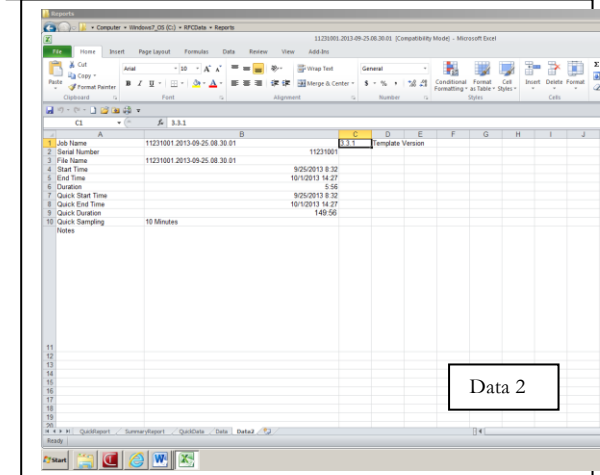 Reports
Computer • Windows7_OS (C:) • RFCData • Reports
11231001.2013-09-25.08.30.01 [Compatibility Mode] - Microsoft Excel
File Home Insert Page Layout Formulas Data Review View Add-Ins
Cut
Copy
Format Painter
Paste
Clipboard
Arial 10
B I U
Font
Wrap Text
Merge & Center
Alignment
General
$ % ,
Number
Conditional Formatting
Format as Table
Cell Styles
Styles
Insert Delete Format
Cells
C1 fx 3.3.1
A B C D E F G H I J
1 Job Name 11231001.2013-09-25.08.30.01 3.3.1 Template Version
2 Serial Number 11231001
3 File Name 11231001.2013-09-25.08.30.01
4 Start Time 9/25/2013 8:32
5 End Time 10/1/2013 14:27
6 Duration 5:56
7 Quick Start Time 9/25/2013 8:32
8 Quick End Time 10/1/2013 14:27
9 Quick Duration 149:56
10 Quick Sampling 10 Minutes
Notes
11
12
13
14
15
16
17
18
19
20
Data 2
QuickReport SummaryReport QuickData Data Data2
Ready
Start